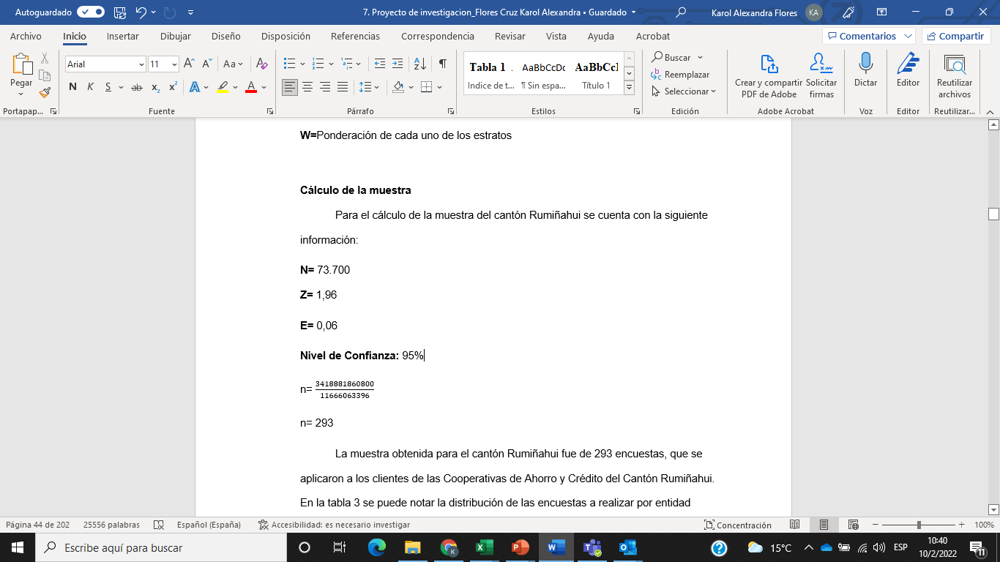 Autoguardado
7. Proyecto de investigacion_Flores Cruz Karol Alexandra • Guardado
Karol Alexandra Flores
KA
Archivo Inicio Insertar Dibujar Diseño Disposición Referencias Correspondencia Revisar Vista Ayuda Acrobat
Comentarios
Compartir
Pegar
Arial
11
Aa
N K S ab x₂ x²
A A
Tabla 1 . AaBbCcDc AaBbCcI
Indice de t... ¶ Sin espa... Título 1
Buscar
Reemplazar
Seleccionar
Crear y compartir
PDF de Adobe
Solicitar
firmas
Dictar
Editor
Reutilizar
archivos
Portapap... Fuente Párrafo Estilos Edición Adobe Acrobat Voz Editor Reutilizar...
W=Ponderación de cada uno de los estratos
Cálculo de la muestra
Para el cálculo de la muestra del cantón Rumiñahui se cuenta con la siguiente
información:
N= 73.700
Z= 1,96
E= 0,06
Nivel de Confianza: 95%
n= 3418881860800
11666063396
n= 293
La muestra obtenida para el cantón Rumiñahui fue de 293 encuestas, que se
aplicaron a los clientes de las Cooperativas de Ahorro y Crédito del Cantón Rumiñahui.
En la tabla 3 se puede notar la distribución de las encuestas a realizar por entidad
Página 44 de 202 25556 palabras Español (España) Accesibilidad: es necesario investigar Concentración 100%
Escribe aquí para buscar
15°C
ESP
10:40
10/2/2022
11